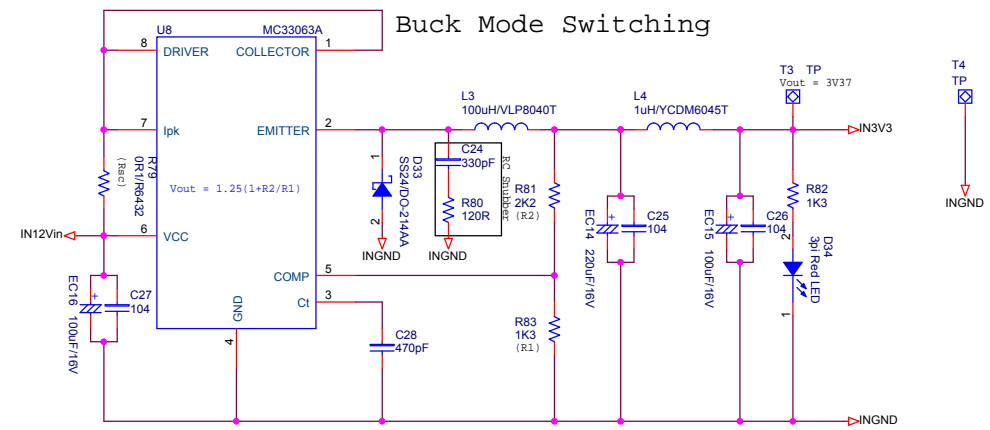 Buck Mode Switching
U8
MC33063A
8
DRIVER
COLLECTOR
1
7
Ipk
EMITTER
2
Vout = 1.25(1+R2/R1)
6
VCC
COMP
5
Ct
3
GND
4
R79
0R1/R6432
(Rsc)
IN12Vin
EC16 100uF/16V
+
C27
104
C28
470pF
1
D33
SS24/DO-214AA
2
INGND
C24
330pF
R80
120R
RC Snubber
INGND
L3
100uH/VLP8040T
R81
2K2
(R2)
R83
1K3
(R1)
+
EC14 220uF/16V
C25
104
L4
1uH/YCDM6045T
+
EC15 100uF/16V
C26
104
T3 TP
Vout = 3V37
IN3V3
R82
1K3
2
D34
3pi Red LED
1
INGND
T4
TP
INGND